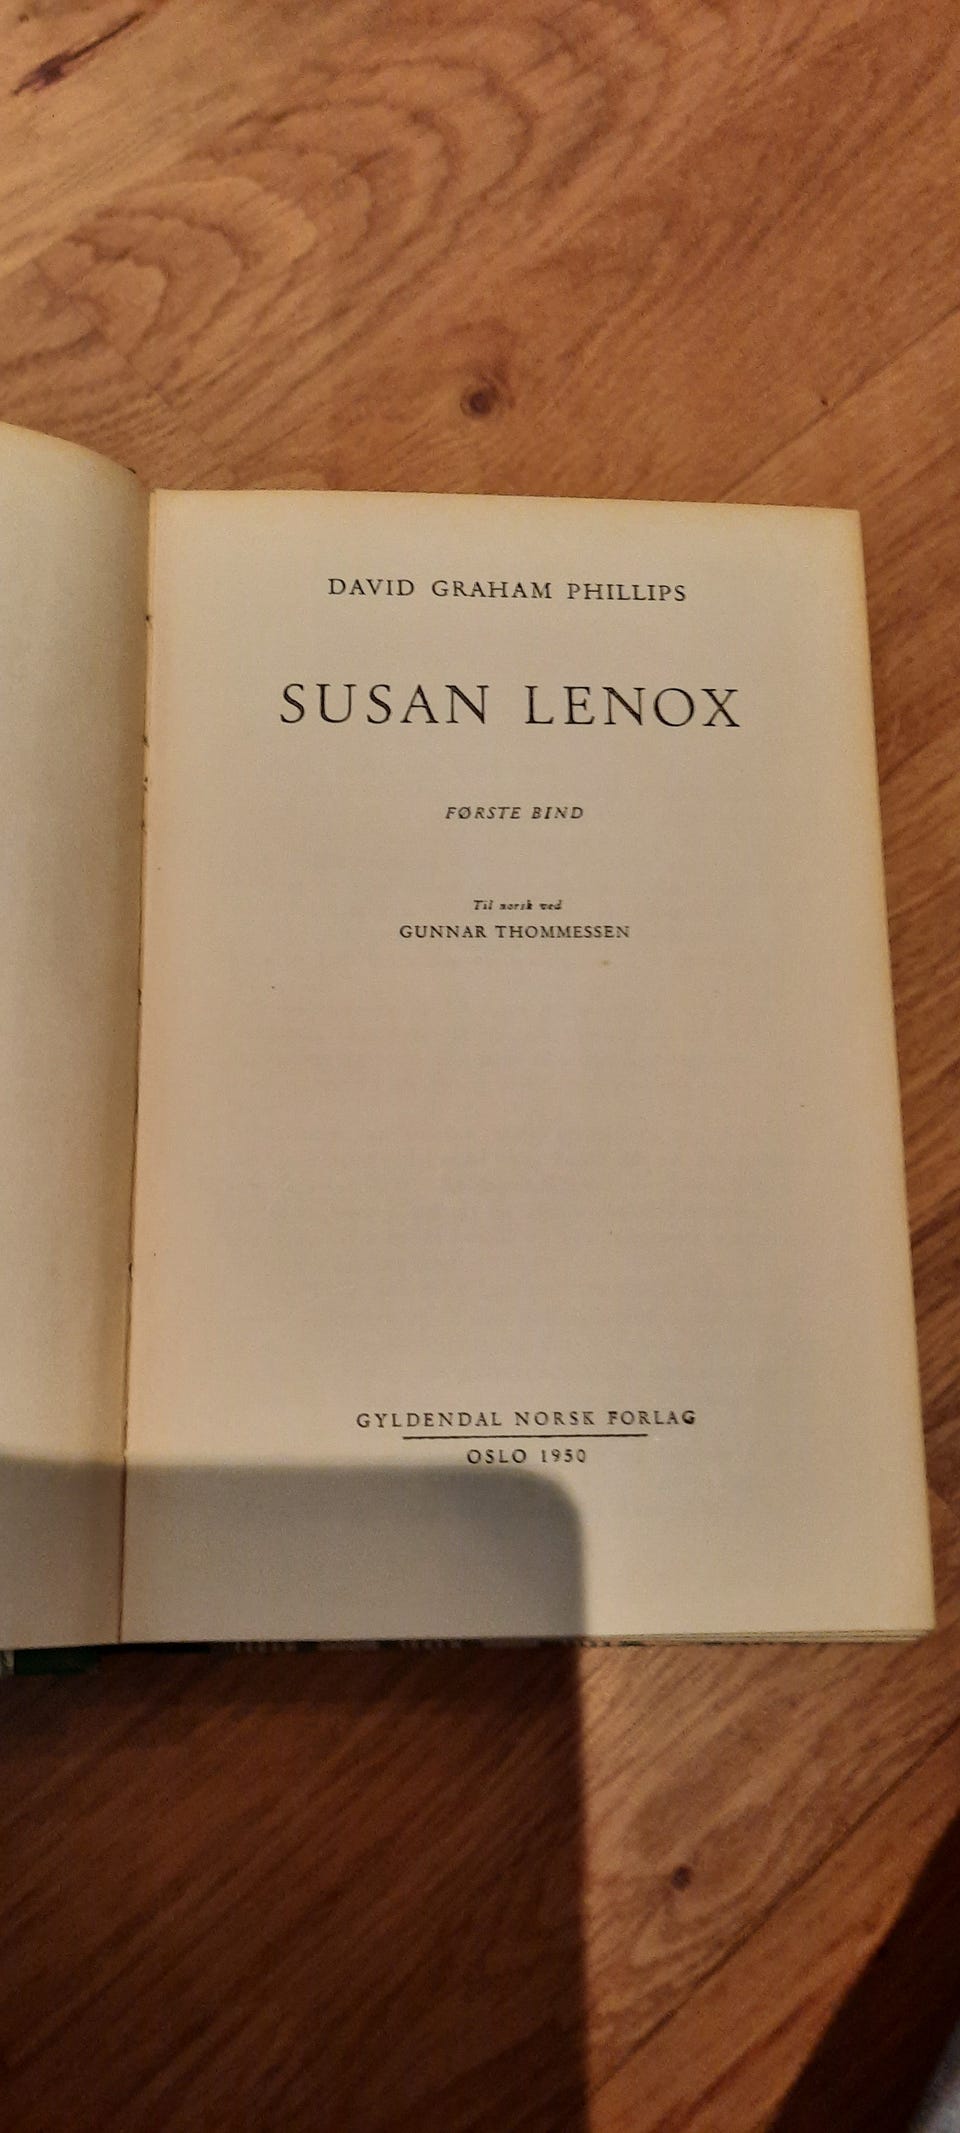 DAVID GRAHAM PHILLIPS
SUSAN LENOX
FØRSTE BIND
Til norsk ved
GUNNAR THOMMESSEN
GYLDENDAL NORSK FORLAG
OSLO 1950